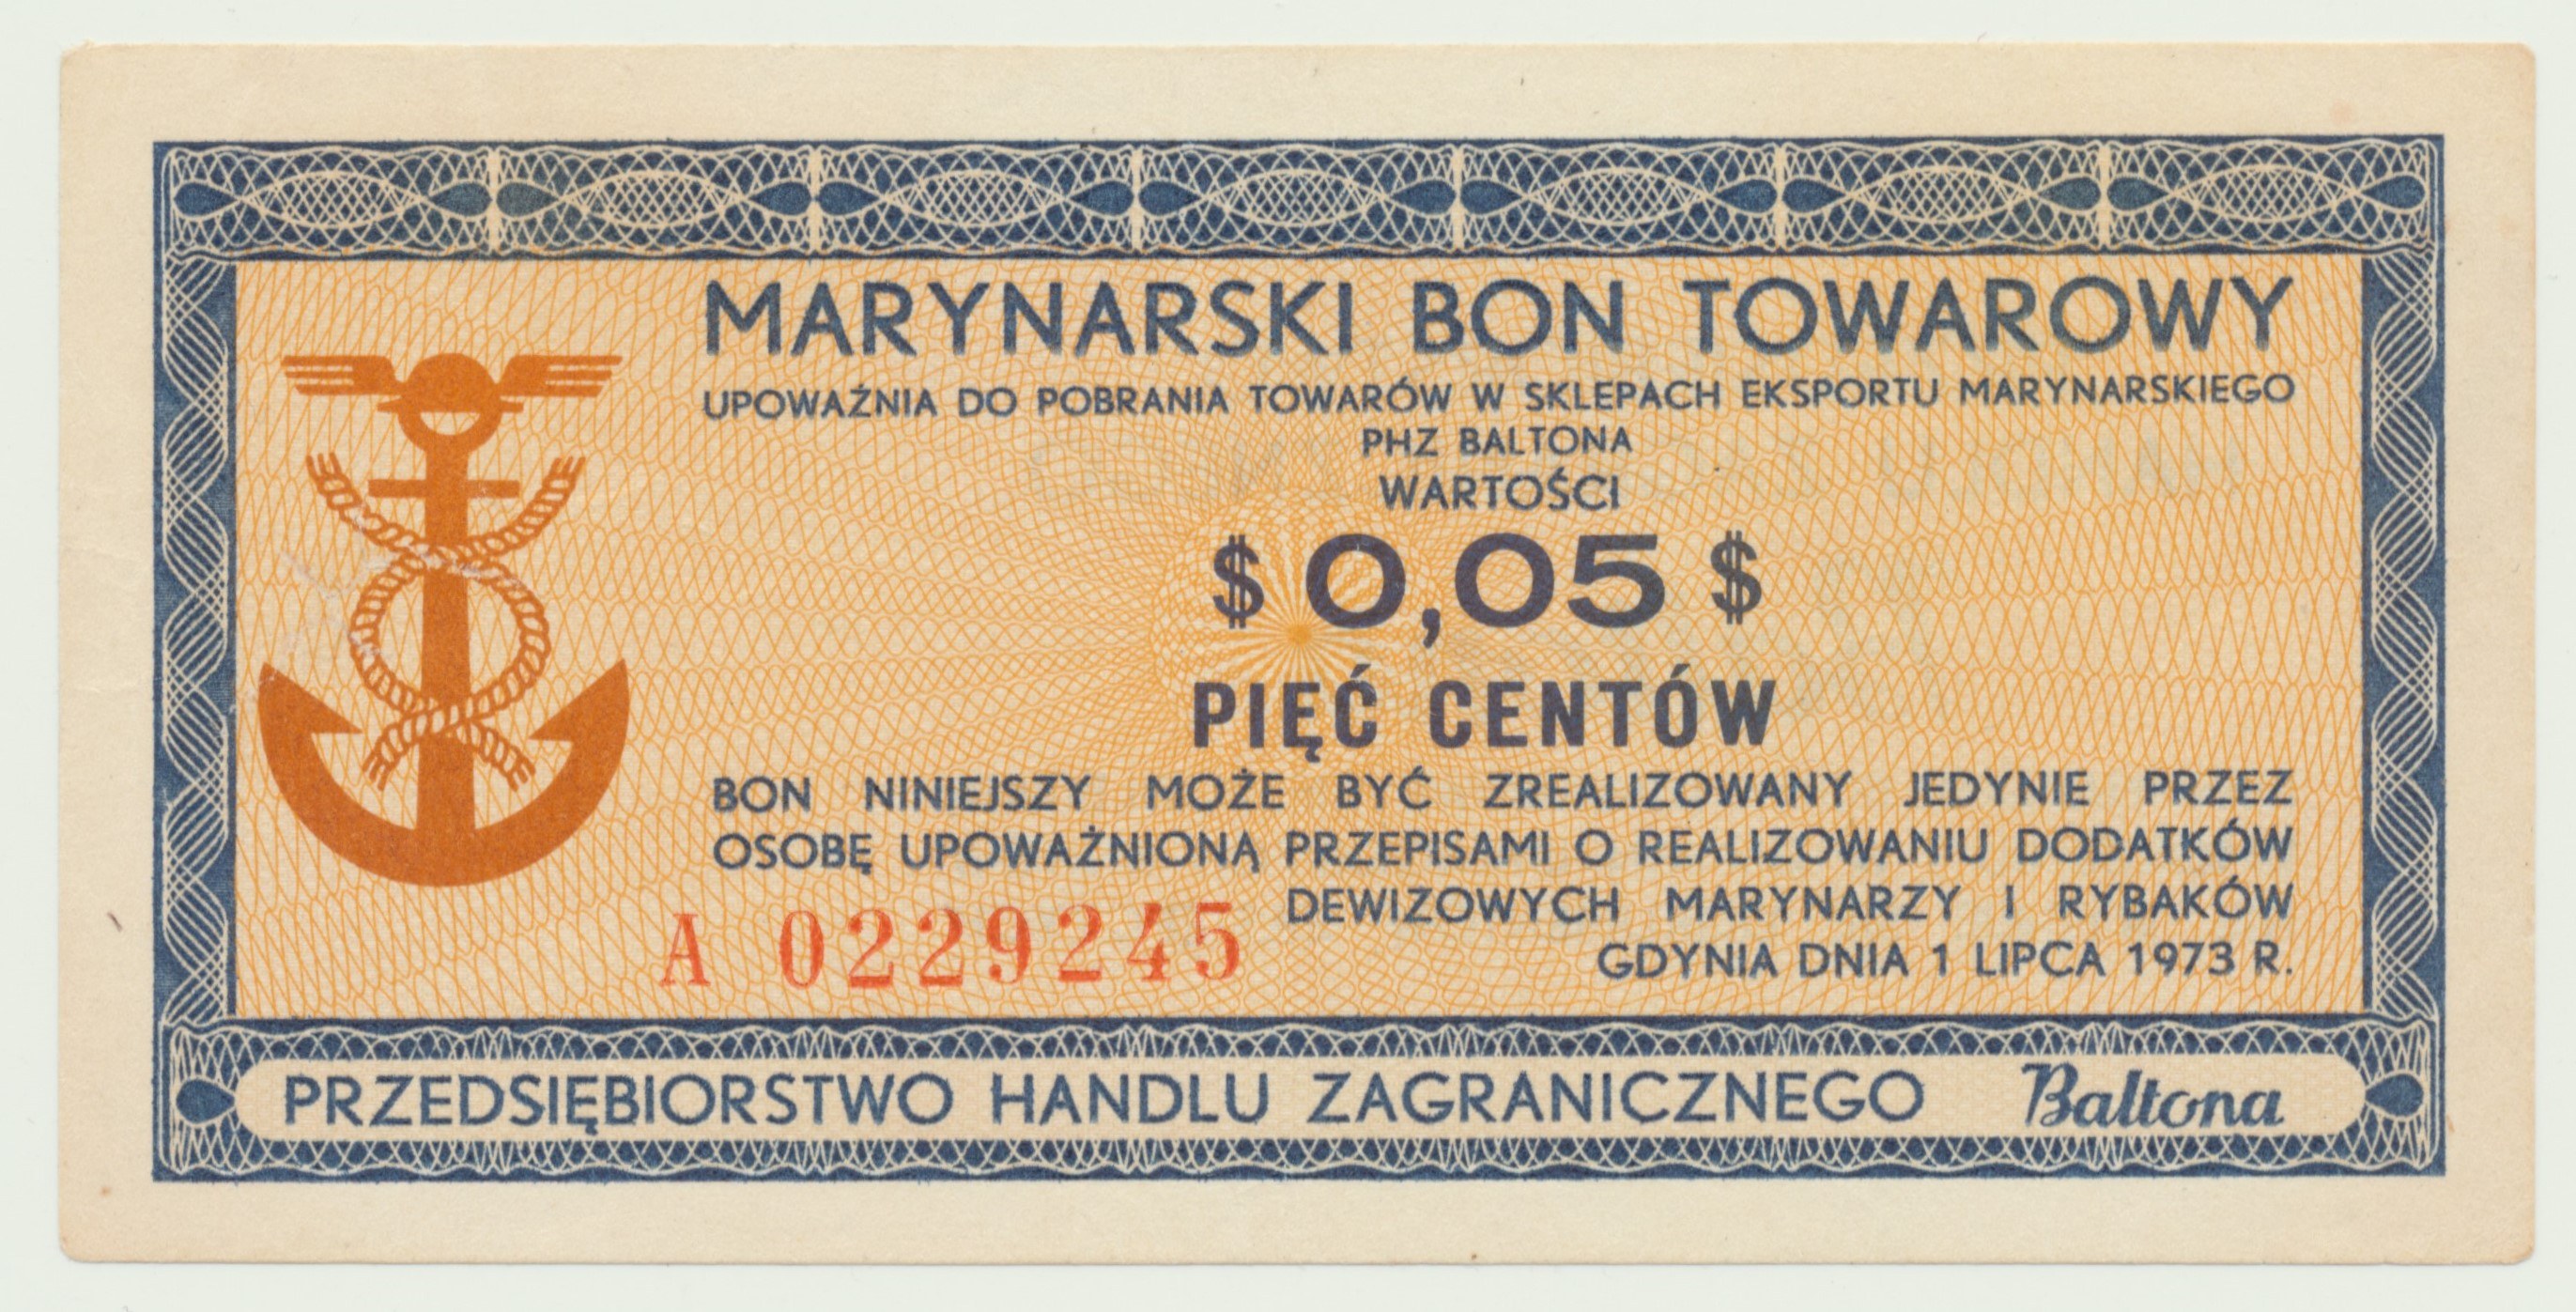 MARYNARSKI BON TOWAROWY
UPOWAŹNIA DO POBRANIA TOWARÓW W SKLEPACH EKSPORTU MARYNARSKIEGO
PHZ BALTONA
WARTOŚCI
$ 0,05 $
PIĘĆ CENTÓW
BON NINIEJSZY MOŻE BYĆ ZREALIZOWANY JEDYNIE PRZEZ
OSOBĘ UPOWAŻNIONĄ PRZEPISAMI O REALIZOWANIU DODATKÓW
DEWIZOWYCH MARYNARZY I RYBAKÓW
A 0229245
GDYNIA DNIA 1 LIPCA 1973 R.
PRZEDSIĘBIORSTWO HANDLU ZAGRANICZNEGO Baltona